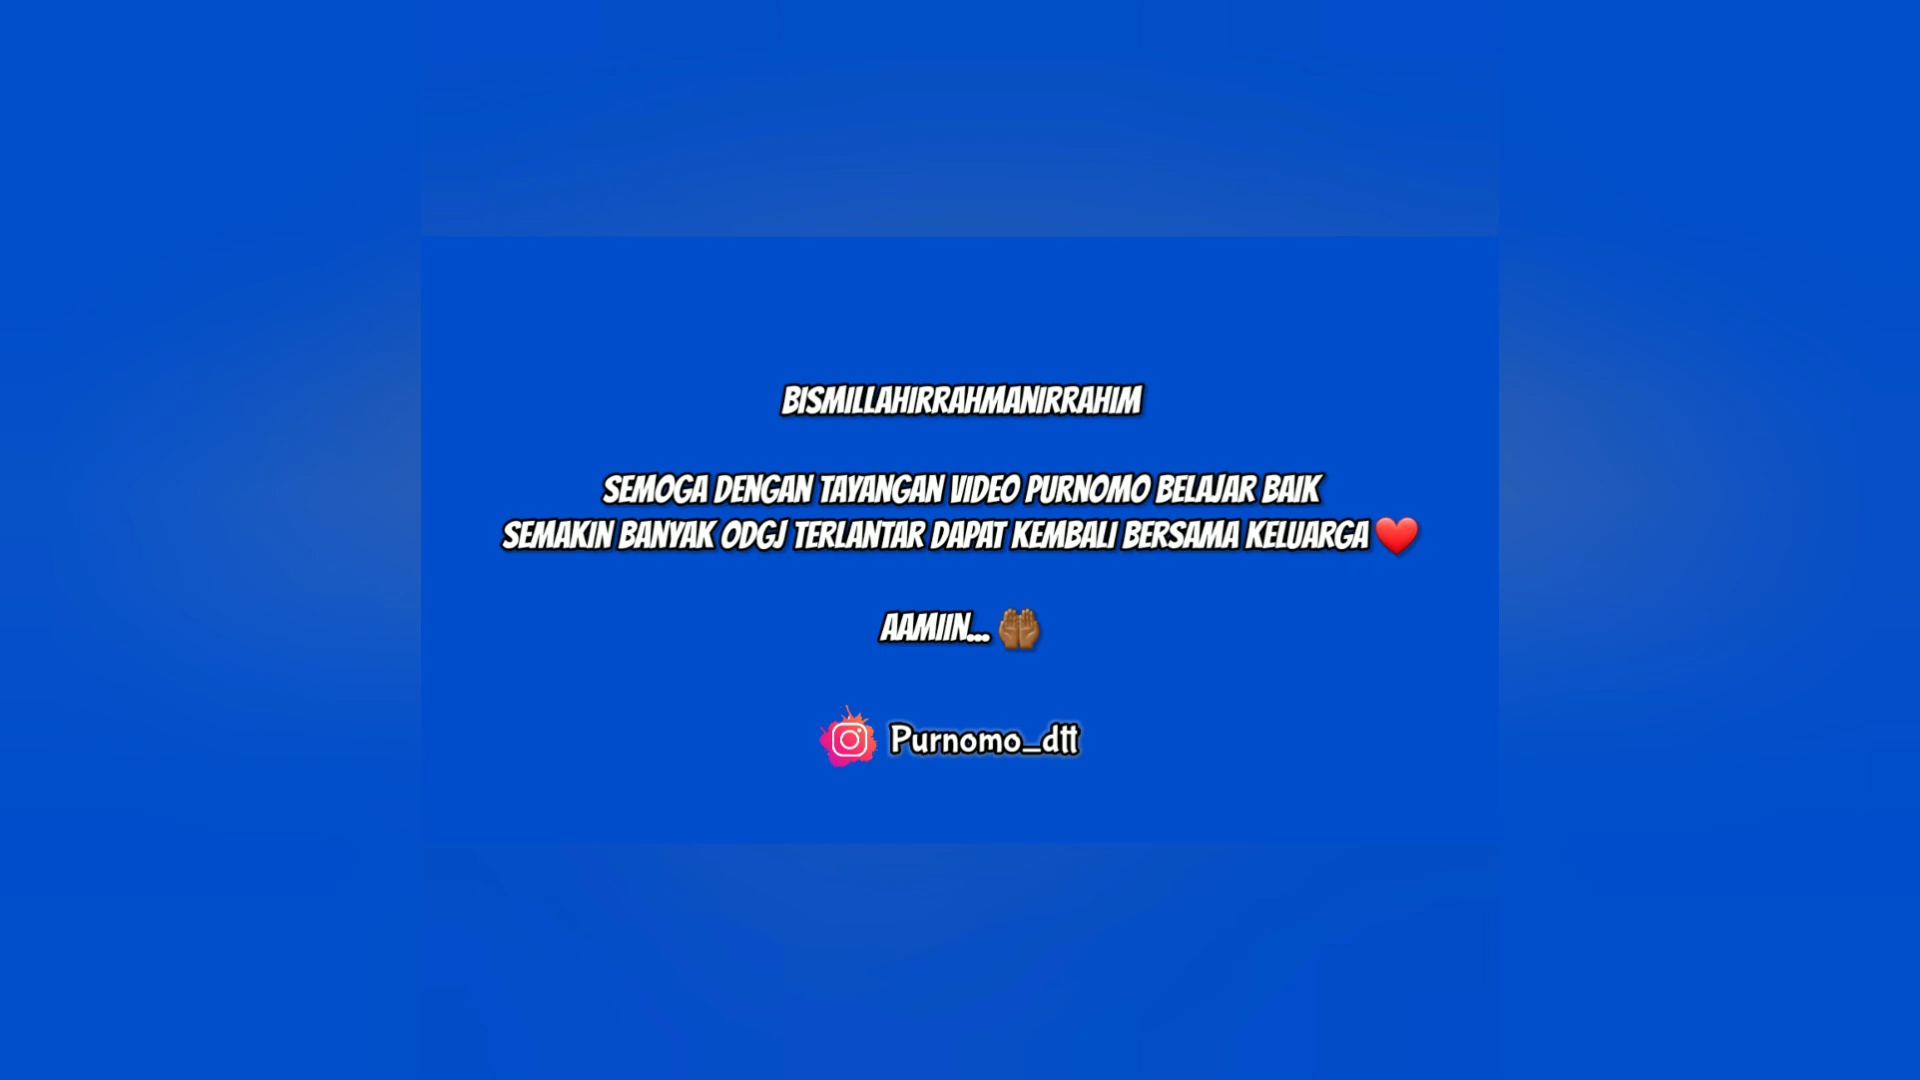 BISMILLAHIRRAHMANIRRAHIM
SEMOGA DENGAN TAYANGAN VIDEO PURNOMO BELAJAR BAIK
SEMAKIN BANYAK ODGJ TERLANTAR DAPAT KEMBALI BERSAMA KELUARGA ❤️
AAMIIN... 🤲🏾
Purnomo_dtt